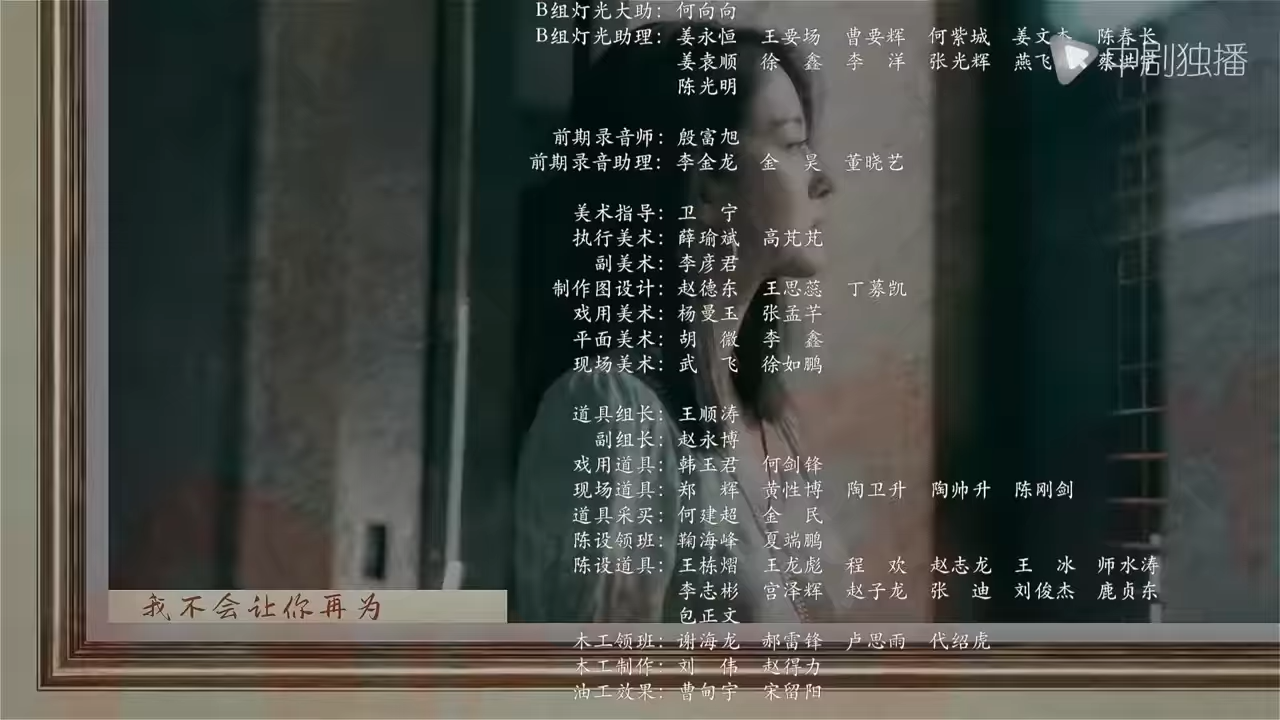 B组灯光大助：何向向
B组灯光助理：姜永恒 王要场 曹要辉 何紫城 姜文杰 陈春长
姜袁顺 徐鑫 李洋 张光辉 燕飞
陈光明
剧独播
前期录音师：殷富旭
前期录音助理：李金龙 金昊 董晓艺
美术指导：卫宁
执行美术：薛瑜斌 高芃芃
副美术：李彦君
制作图设计：赵德东 王思蕊 丁募凯
戏用美术：杨曼玉 张孟芊
平面美术：胡微 李鑫
现场美术：武飞 徐如鹏
道具组长：王顺涛
副组长：赵永博
戏用道具：韩玉君 何剑锋
现场道具：郑辉 黄性博 陶卫升 陶帅升 陈刚剑
道具采买：何建超 金民
陈设领班：鞠海峰 夏端鹏
陈设道具：王栋熠 王龙彪 程欢 赵志龙 王冰 师水涛
李志彬 宫泽辉 赵子龙 张迪 刘俊杰 鹿贞东
包正文
我不会让你再为
木工领班：谢海龙 郝雷锋 卢思雨 代绍虎
木工制作：刘伟 赵得力
油工效果：曹甸宇 宋留阳